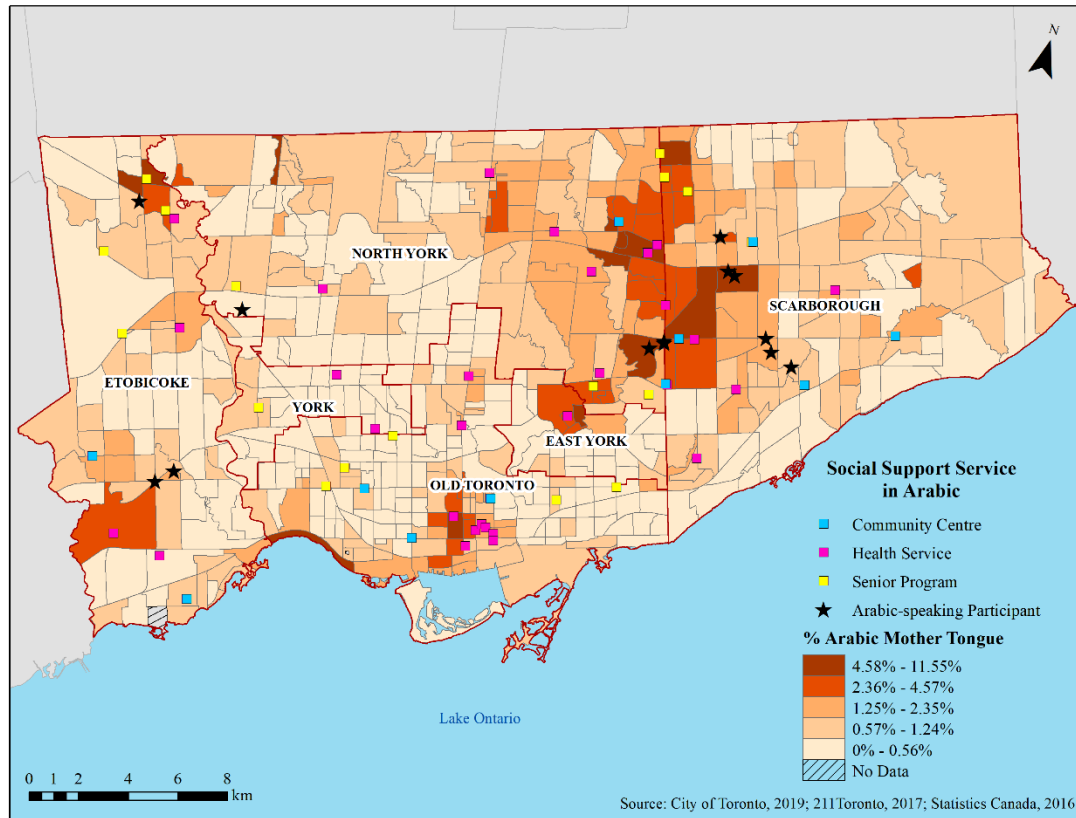 N
NORTH YORK
SCARBOROUGH
ETOBICOKE
YORK
EAST YORK
OLD TORONTO
Social Support Service
in Arabic
Community Centre
Health Service
Senior Program
Arabic-speaking Participant
% Arabic Mother Tongue
4.58% - 11.55%
2.36% - 4.57%
1.25% - 2.35%
0.57% - 1.24%
0% - 0.56%
No Data
Lake Ontario
0 1 2 4 6 8
km
Source: City of Toronto, 2019; 211Toronto, 2017; Statistics Canada, 2016